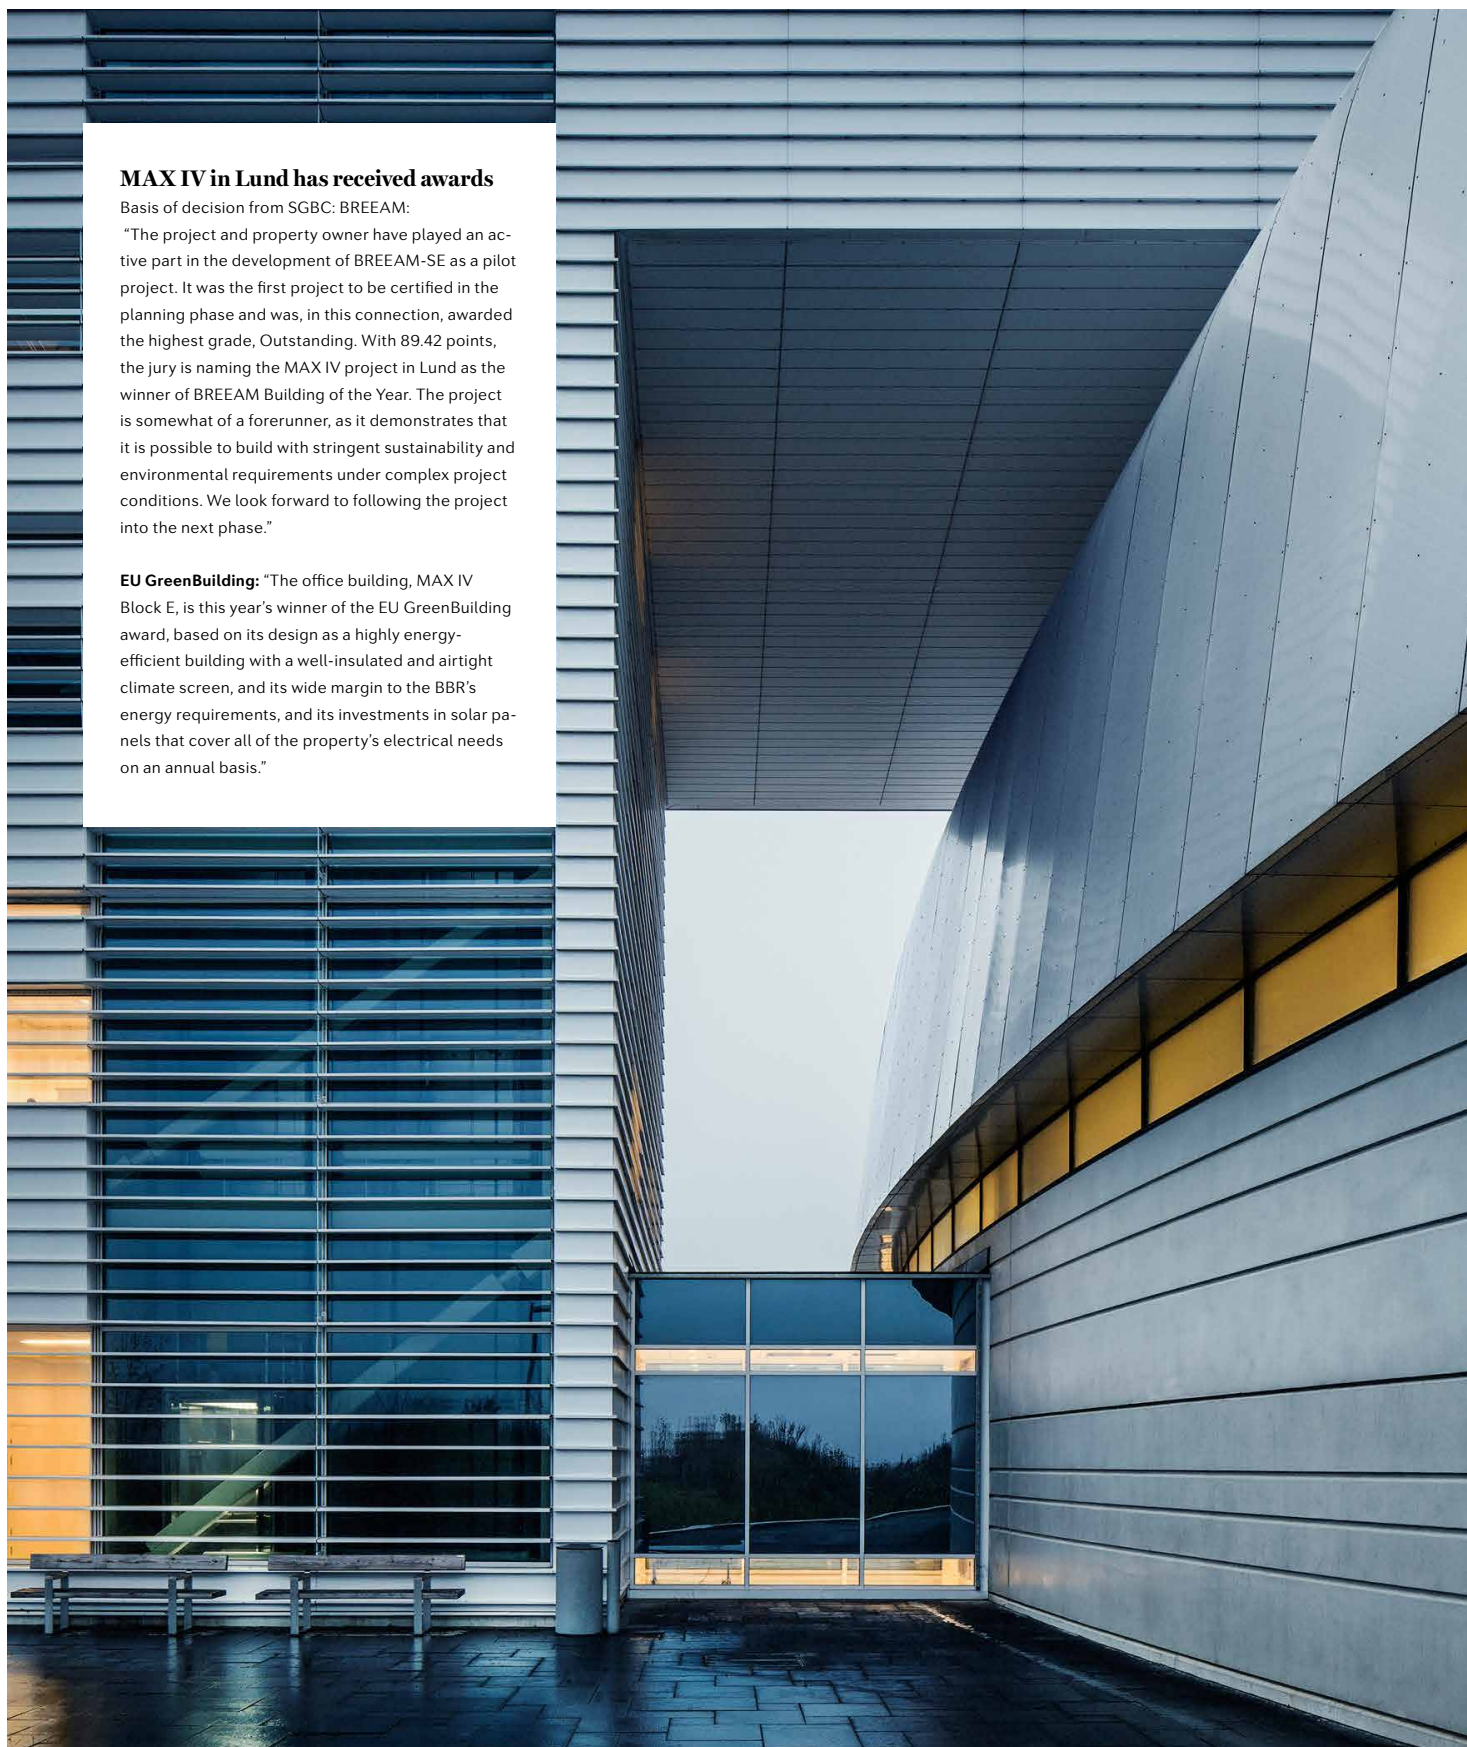 MAX IV in Lund has received awards
Basis of decision from SGBC: BREEAM:
“The project and property owner have played an ac-
tive part in the development of BREEAM-SE as a pilot
project. It was the first project to be certified in the
planning phase and was, in this connection, awarded
the highest grade, Outstanding. With 89.42 points,
the jury is naming the MAX IV project in Lund as the
winner of BREEAM Building of the Year. The project
is somewhat of a forerunner, as it demonstrates that
it is possible to build with stringent sustainability and
environmental requirements under complex project
conditions. We look forward to following the project
into the next phase.”
EU GreenBuilding: “The office building, MAX IV
Block E, is this year’s winner of the EU GreenBuilding
award, based on its design as a highly energy-
efficient building with a well-insulated and airtight
climate screen, and its wide margin to the BBR’s
energy requirements, and its investments in solar pa-
nels that cover all of the property’s electrical needs
on an annual basis.”